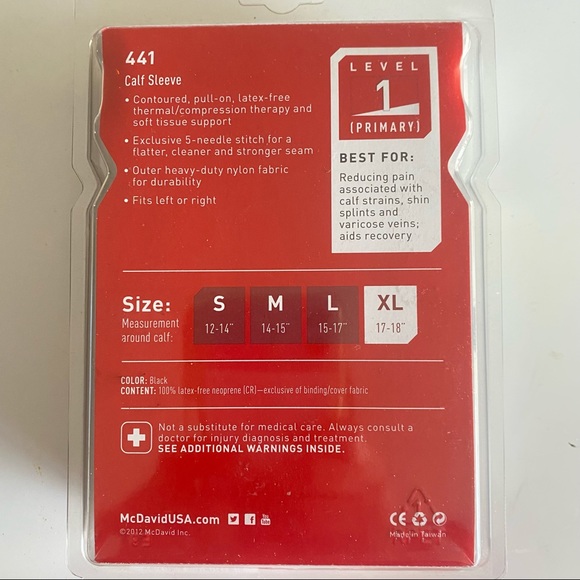 441
Calf Sleeve
• Contoured, pull-on, latex-free
thermal/compression therapy and
soft tissue support
• Exclusive 5-needle stitch for a
flatter, cleaner and stronger seam
• Outer heavy-duty nylon fabric
for durability
• Fits left or right
LEVEL
1
(PRIMARY)
BEST FOR:
Reducing pain
associated with
calf strains, shin
splints and
varicose veins;
aids recovery
Size:
Measurement
around calf:
S
12-14"
M
14-15"
L
15-17"
XL
17-18"
COLOR: Black
CONTENT: 100% latex-free neoprene (CR)—exclusive of binding/cover fabric
Not a substitute for medical care. Always consult a
doctor for injury diagnosis and treatment.
SEE ADDITIONAL WARNINGS INSIDE.
McDavidUSA.com
©2012 McDavid Inc.
CE
Made in Taiwan